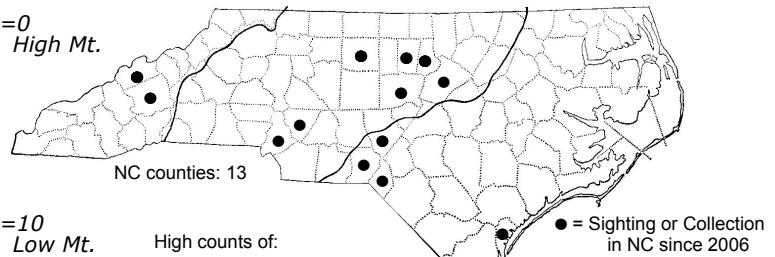 =0
High Mt.
NC counties: 13
=10
Low Mt.
High counts of:
● = Sighting or Collection
in NC since 2006